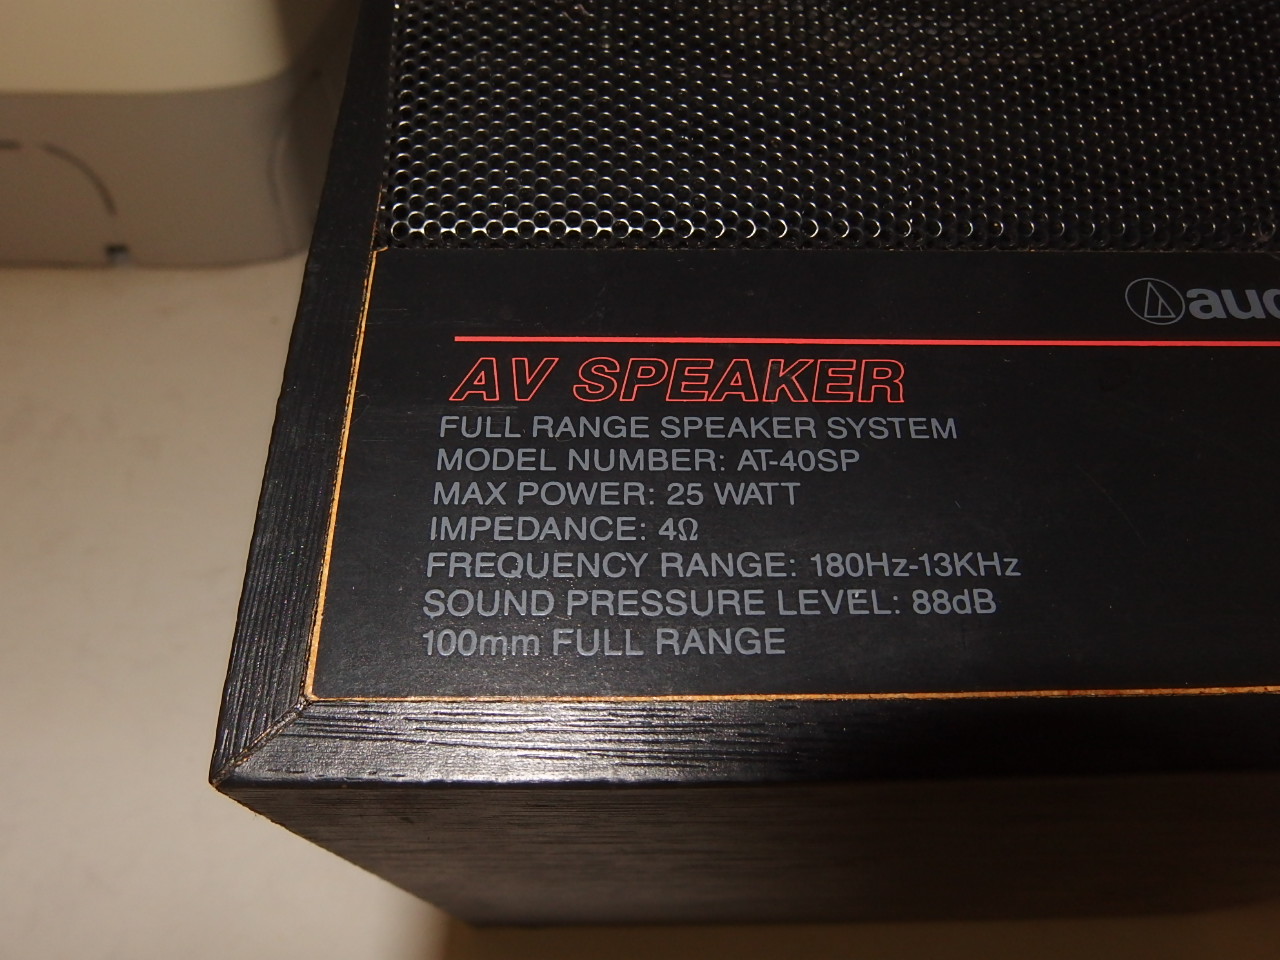 AV SPEAKER
FULL RANGE SPEAKER SYSTEM
MODEL NUMBER: AT-40SP
MAX POWER: 25 WATT
IMPEDANCE: 4Ω
FREQUENCY RANGE: 180Hz-13KHz
SOUND PRESSURE LEVEL: 88dB
100mm FULL RANGE